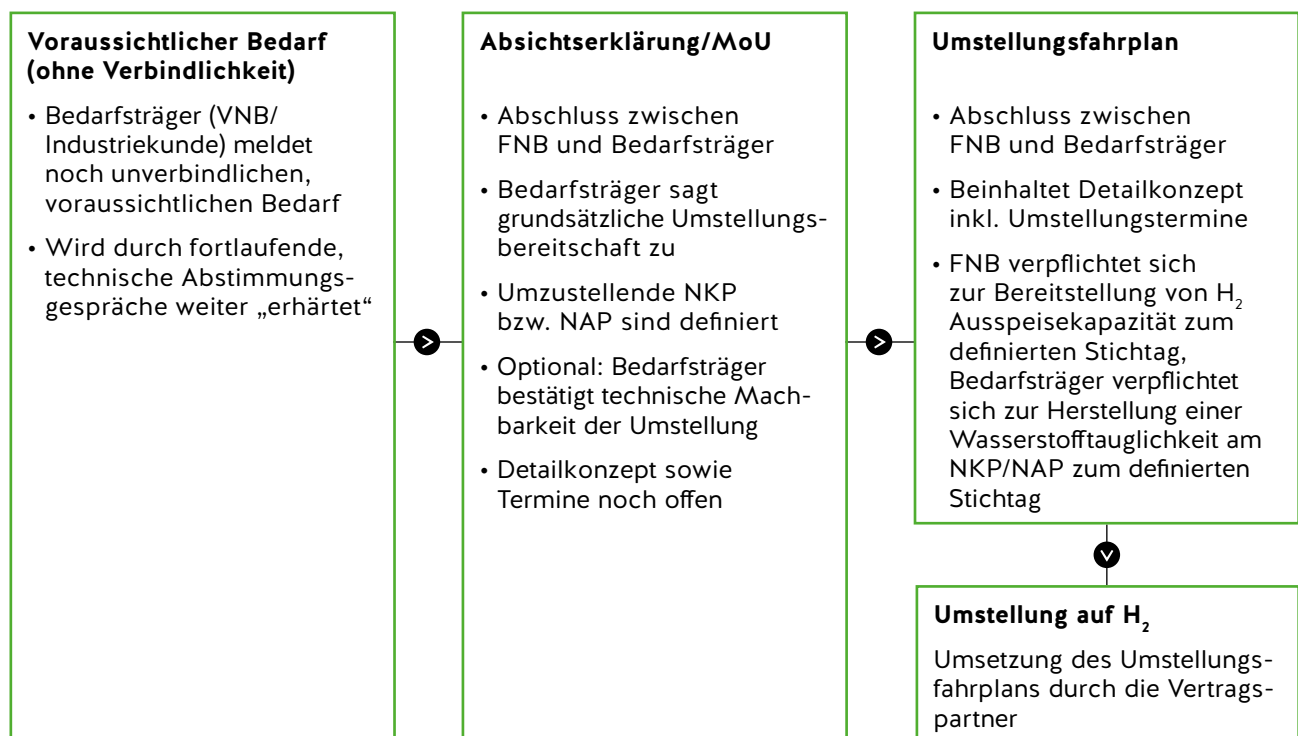 Voraussichtlicher Bedarf
(ohne Verbindlichkeit)
• Bedarfsträger (VNB/
Industriekunde) meldet
noch unverbindlichen,
voraussichtlichen Bedarf
• Wird durch fortlaufende,
technische Abstimmungs-
gespräche weiter „erhärtet“
Absichtserklärung/MoU
• Abschluss zwischen
FNB und Bedarfsträger
• Bedarfsträger sagt
grundsätzliche Umstellungs-
bereitschaft zu
• Umzustellende NKP
bzw. NAP sind definiert
• Optional: Bedarfsträger
bestätigt technische Mach-
barkeit der Umstellung
• Detailkonzept sowie
Termine noch offen
Umstellungsfahrplan
• Abschluss zwischen
FNB und Bedarfsträger
• Beinhaltet Detailkonzept
inkl. Umstellungstermine
• FNB verpflichtet sich
zur Bereitstellung von H₂
Ausspeisekapazität zum
definierten Stichtag,
Bedarfsträger verpflichtet
sich zur Herstellung einer
Wasserstofftauglichkeit am
NKP/NAP zum definierten
Stichtag
Umstellung auf H₂
Umsetzung des Umstellungs-
fahrplans durch die Vertrags-
partner